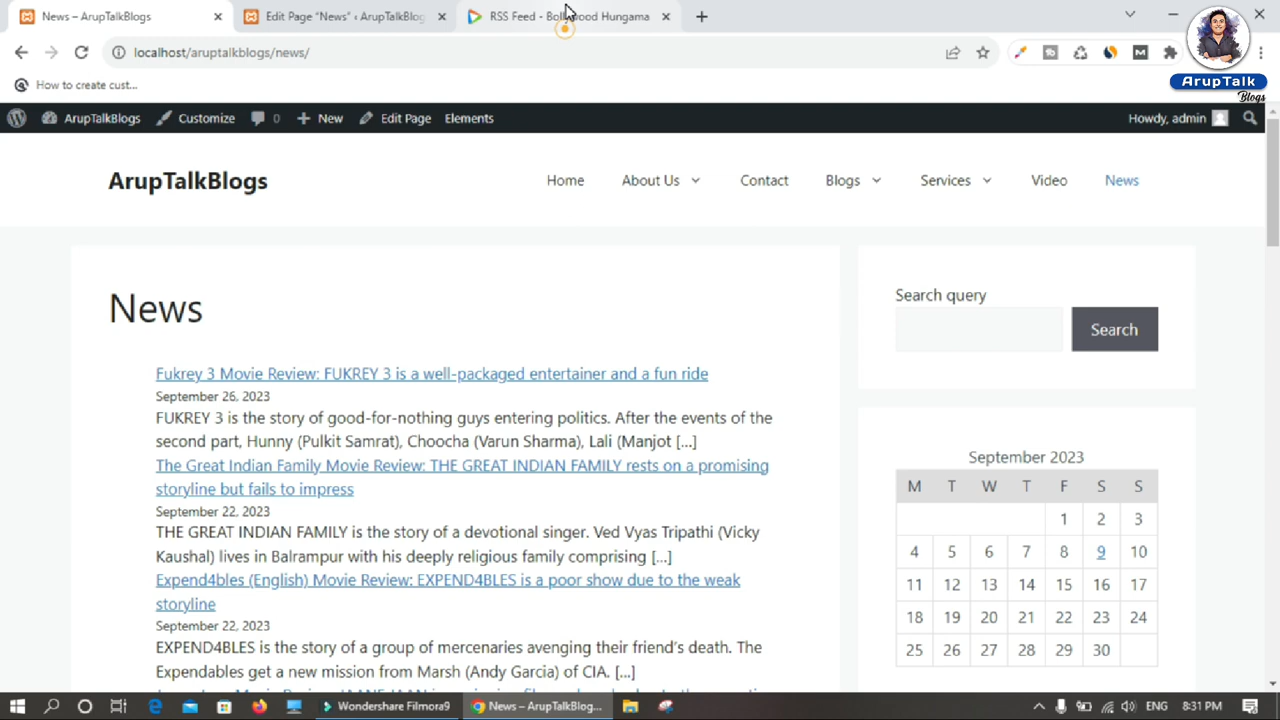 News – ArupTalkBlogs
Edit Page “News” ‹ ArupTalkBlog
RSS Feed - Bollywood Hungama
localhost/aruptalkblogs/news/
How to create cust...
ArupTalk
Blogs
ArupTalkBlogs
Customize
0
New
Edit Page
Elements
Howdy, admin
ArupTalkBlogs
Home
About Us
Contact
Blogs
Services
Video
News
News
Fukrey 3 Movie Review: FUKREY 3 is a well-packaged entertainer and a fun ride
September 26, 2023
FUKREY 3 is the story of good-for-nothing guys entering politics. After the events of the
second part, Hunny (Pulkit Samrat), Choocha (Varun Sharma), Lali (Manjot [...]
The Great Indian Family Movie Review: THE GREAT INDIAN FAMILY rests on a promising
storyline but fails to impress
September 22, 2023
THE GREAT INDIAN FAMILY is the story of a devotional singer. Ved Vyas Tripathi (Vicky
Kaushal) lives in Balrampur with his deeply religious family comprising [...]
Expend4bles (English) Movie Review: EXPEND4BLES is a poor show due to the weak
storyline
September 22, 2023
EXPEND4BLES is the story of a group of mercenaries avenging their friend’s death. The
Expendables get a new mission from Marsh (Andy Garcia) of CIA. [...]
Search query
Search
September 2023
M T W T F S S
1 2 3
4 5 6 7 8 9 10
11 12 13 14 15 16 17
18 19 20 21 22 23 24
25 26 27 28 29 30
Wondershare Filmora9
News – ArupTalkBlog...
ENG
8:31 PM